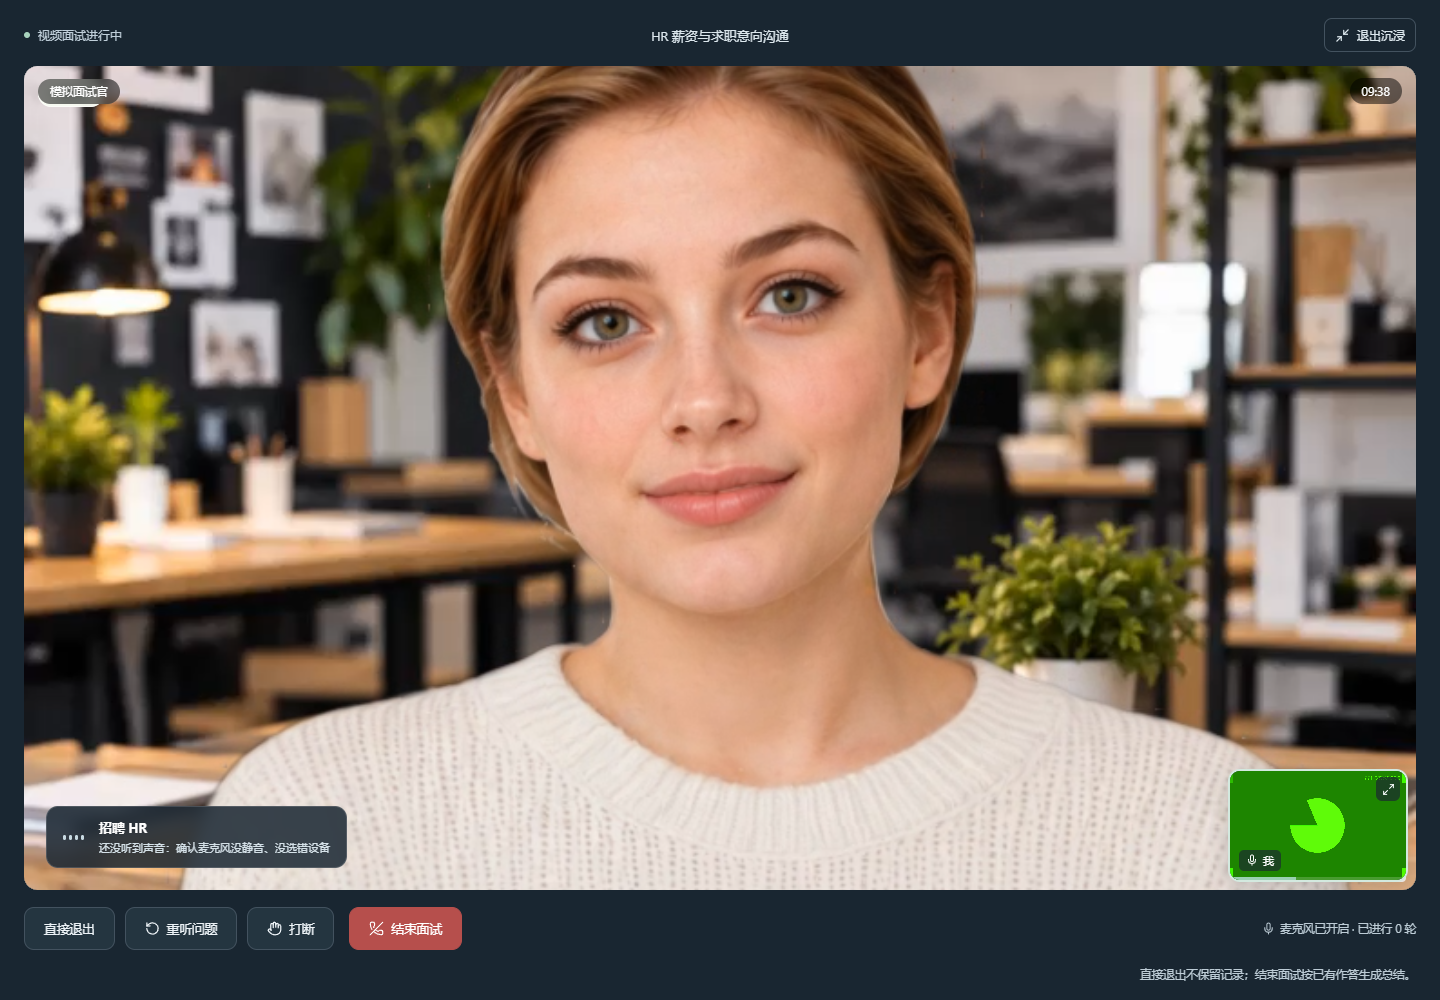 视频面试进行中
HR 薪资与求职意向沟通
退出沉浸
模拟面试官
09:38
招聘 HR
还没听到声音：确认麦克风没静音、没选错设备
我
直接退出
重听问题
打断
结束面试
麦克风已开启 · 已进行 0 轮
直接退出不保留记录；结束面试按已有作答生成总结。